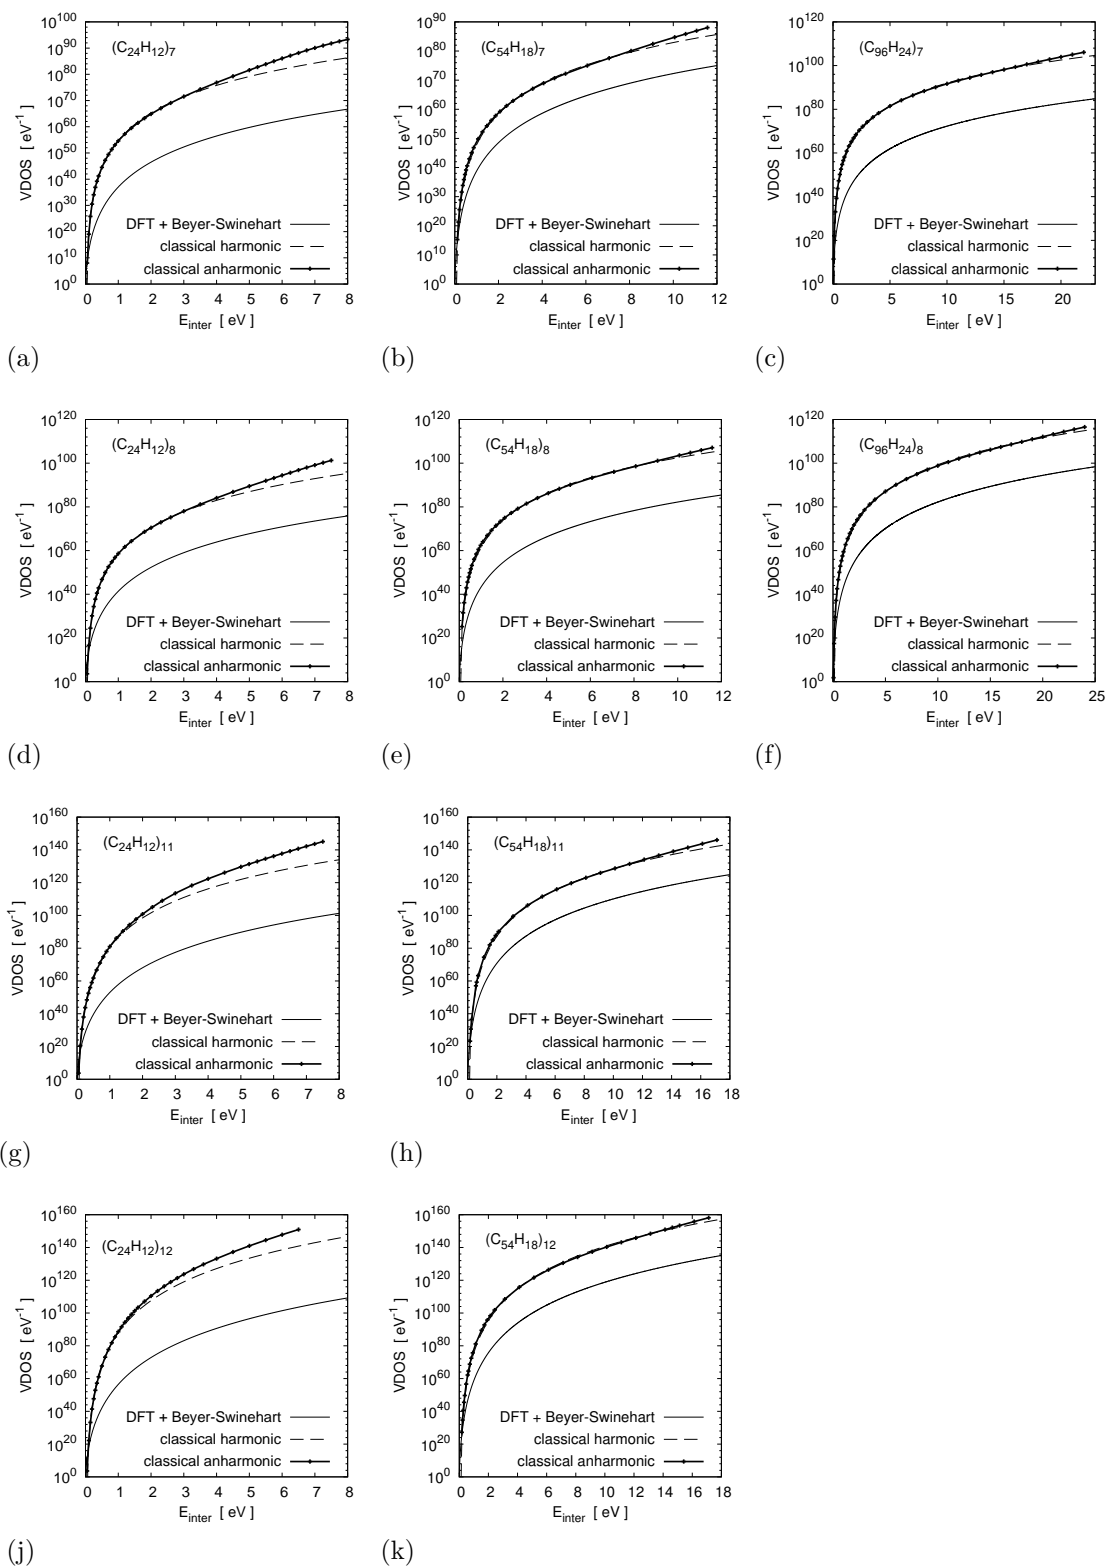 10^100
10^90
10^80
10^70
10^60
10^50
10^40
10^30
10^20
10^10
10^0
VDOS [ eV^-1 ]
(C24H12)7
DFT + Beyer-Swinehart
classical harmonic
classical anharmonic
0 1 2 3 4 5 6 7 8
E_inter [ eV ]
(a)
10^90
10^80
10^70
10^60
10^50
10^40
10^30
10^20
10^10
10^0
VDOS [ eV^-1 ]
(C54H18)7
DFT + Beyer-Swinehart
classical harmonic
classical anharmonic
0 2 4 6 8 10 12
E_inter [ eV ]
(b)
10^120
10^100
10^80
10^60
10^40
10^20
10^0
VDOS [ eV^-1 ]
(C96H24)7
DFT + Beyer-Swinehart
classical harmonic
classical anharmonic
0 5 10 15 20
E_inter [ eV ]
(c)
10^120
10^100
10^80
10^60
10^40
10^20
10^0
VDOS [ eV^-1 ]
(C24H12)8
DFT + Beyer-Swinehart
classical harmonic
classical anharmonic
0 1 2 3 4 5 6 7 8
E_inter [ eV ]
(d)
10^120
10^100
10^80
10^60
10^40
10^20
10^0
VDOS [ eV^-1 ]
(C54H18)8
DFT + Beyer-Swinehart
classical harmonic
classical anharmonic
0 2 4 6 8 10 12
E_inter [ eV ]
(e)
10^120
10^100
10^80
10^60
10^40
10^20
10^0
VDOS [ eV^-1 ]
(C96H24)8
DFT + Beyer-Swinehart
classical harmonic
classical anharmonic
0 5 10 15 20 25
E_inter [ eV ]
(f)
10^160
10^140
10^120
10^100
10^80
10^60
10^40
10^20
10^0
VDOS [ eV^-1 ]
(C24H12)11
DFT + Beyer-Swinehart
classical harmonic
classical anharmonic
0 1 2 3 4 5 6 7 8
E_inter [ eV ]
(g)
10^160
10^140
10^120
10^100
10^80
10^60
10^40
10^20
10^0
VDOS [ eV^-1 ]
(C54H18)11
DFT + Beyer-Swinehart
classical harmonic
classical anharmonic
0 2 4 6 8 10 12 14 16 18
E_inter [ eV ]
(h)
10^160
10^140
10^120
10^100
10^80
10^60
10^40
10^20
10^0
VDOS [ eV^-1 ]
(C24H12)12
DFT + Beyer-Swinehart
classical harmonic
classical anharmonic
0 1 2 3 4 5 6 7 8
E_inter [ eV ]
(j)
10^160
10^140
10^120
10^100
10^80
10^60
10^40
10^20
10^0
VDOS [ eV^-1 ]
(C54H18)12
DFT + Beyer-Swinehart
classical harmonic
classical anharmonic
0 2 4 6 8 10 12 14 16 18
E_inter [ eV ]
(k)